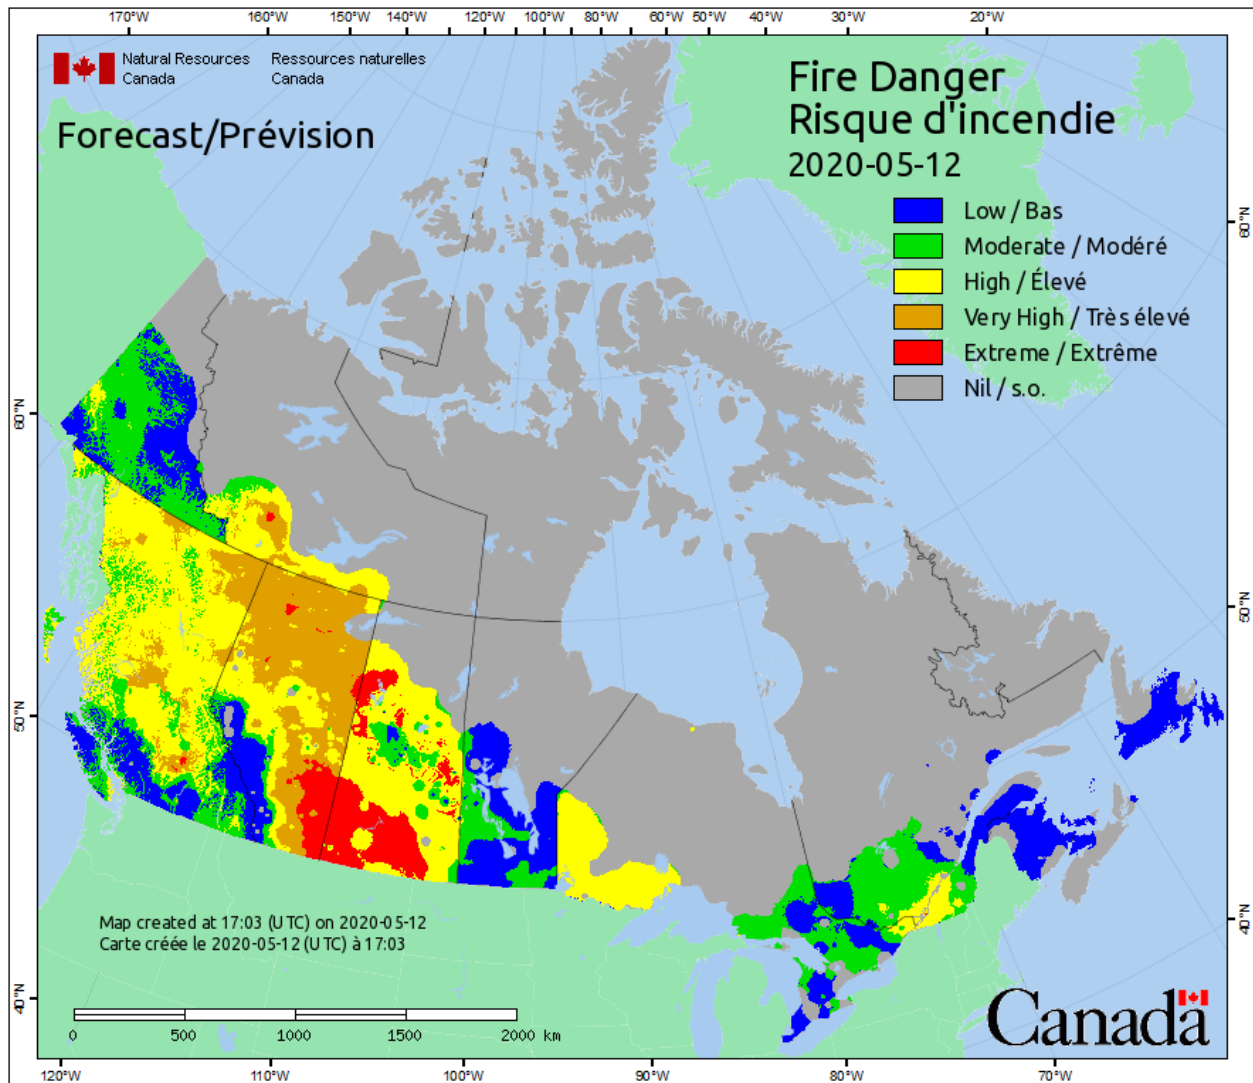 170°W 160°W 150°W 140°W 120°W 100°W 80°W 60°W 50°W 40°W 30°W 20°W
Natural Resources Ressources naturelles
Canada Canada
Forecast/Prévision
Fire Danger
Risque d'incendie
2020-05-12
Low / Bas
Moderate / Modéré
High / Élevé
Very High / Très élevé
Extreme / Extrême
Nil / s.o.
60°N
60°N
50°N
50°N
40°N
40°N
Map created at 17:03 (UTC) on 2020-05-12
Carte créée le 2020-05-12 (UTC) à 17:03
0 500 1000 1500 2000 km
Canada
120°W 110°W 100°W 90°W 80°W 70°W